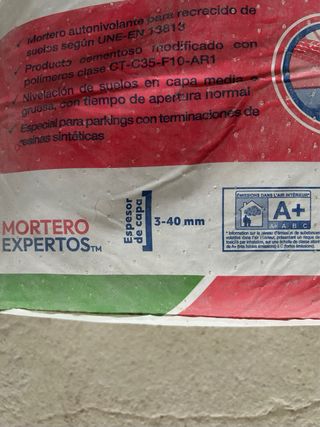 ✓ Mortero autonivelante para recrecido de
suelos según UNE-EN 13813
✓ Producto cementoso modificado con
polímeros clase CT-C35-F10-AR1
✓ Nivelación de suelos en capa media o
gruesa, con tiempo de apertura normal
✓ Especial para parkings con terminaciones de
resinas sintéticas
MORTERO
EXPERTOS™
Espesor
de capa
3-40 mm
ÉMISSIONS DANS L'AIR INTÉRIEUR*
A+
A+ A B C